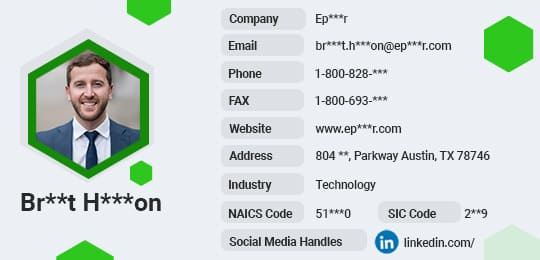 Company Ep***r
Email br***t.h***on@ep***r.com
Phone 1-800-828-***
FAX 1-800-693-***
Website www.ep***r.com
Address 804 **, Parkway Austin, TX 78746
Industry Technology
NAICS Code 51***0 SIC Code 2**9
Social Media Handles in linkedin.com/
Br**t H***on